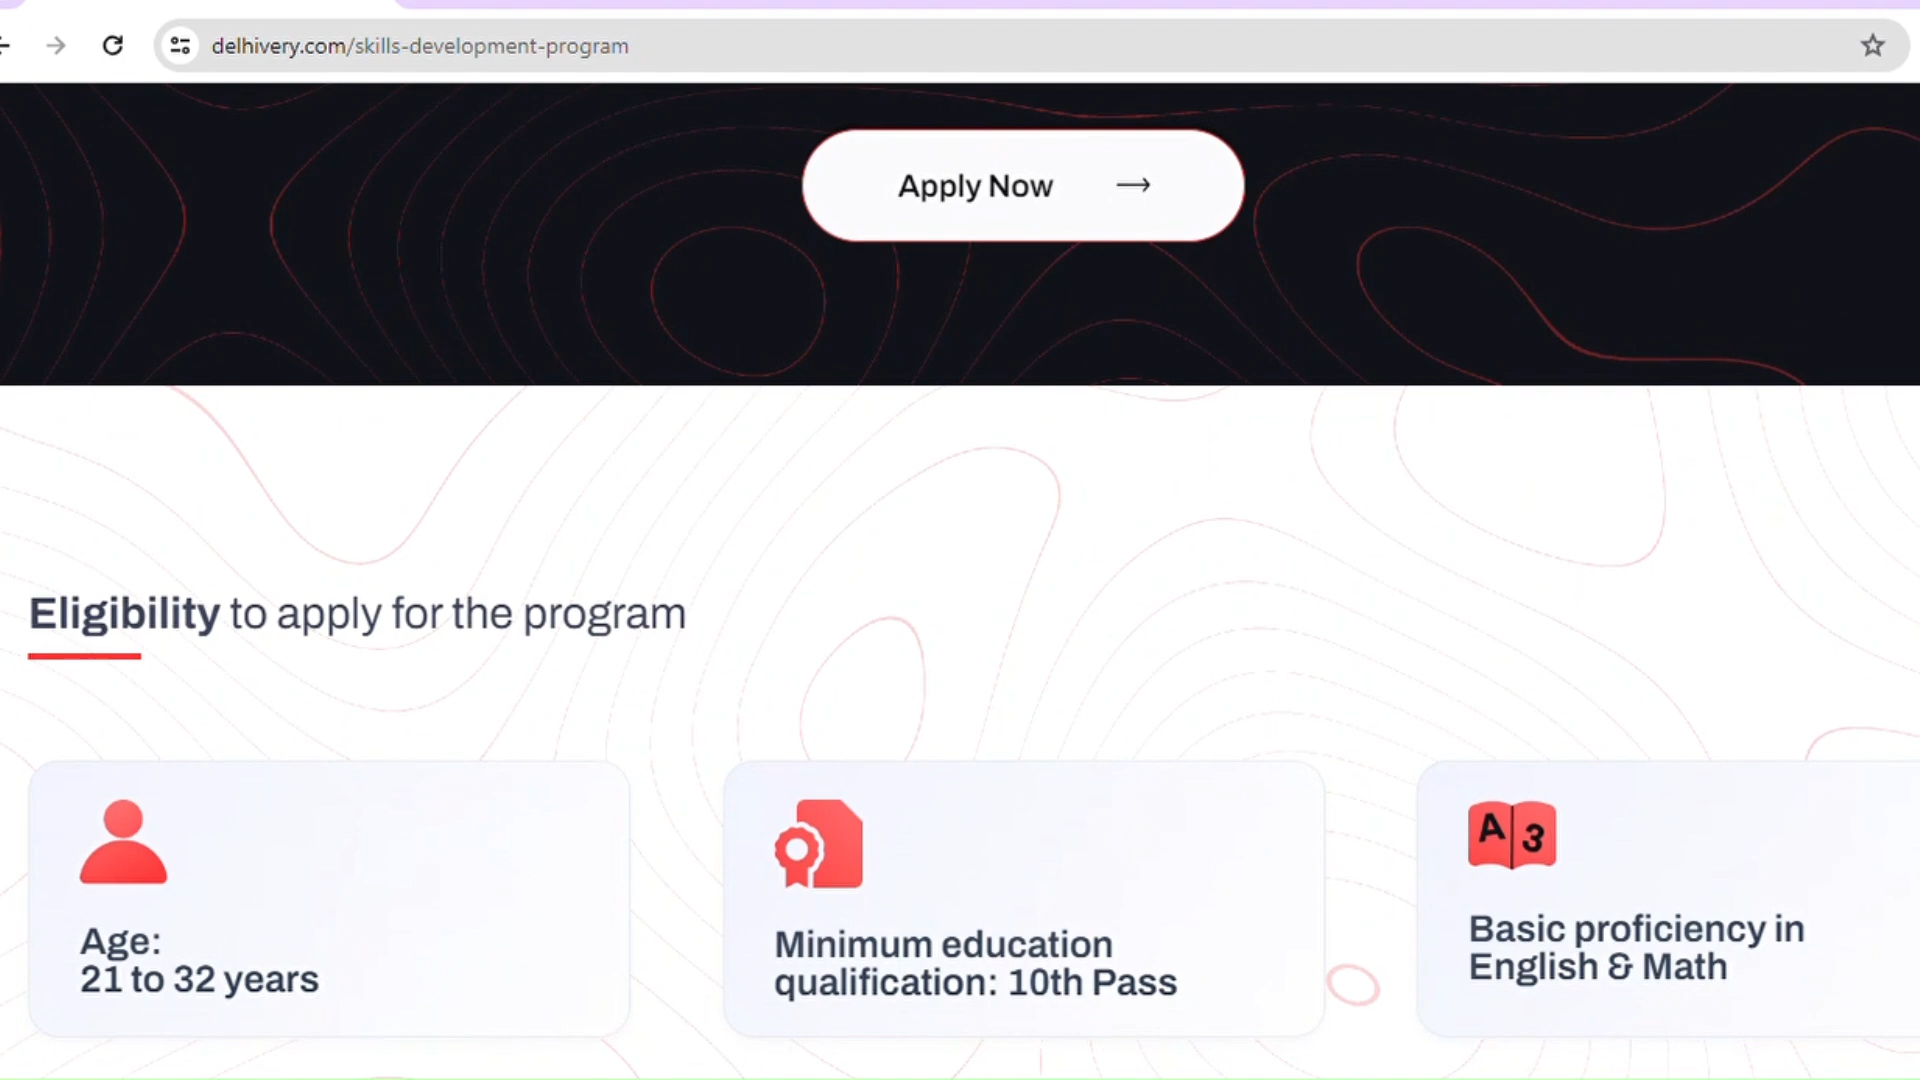 delhivery.com/skills-development-program
Apply Now
Eligibility to apply for the program
A 3
Age:
21 to 32 years
Minimum education
qualification: 10th Pass
Basic proficiency in
English & Math